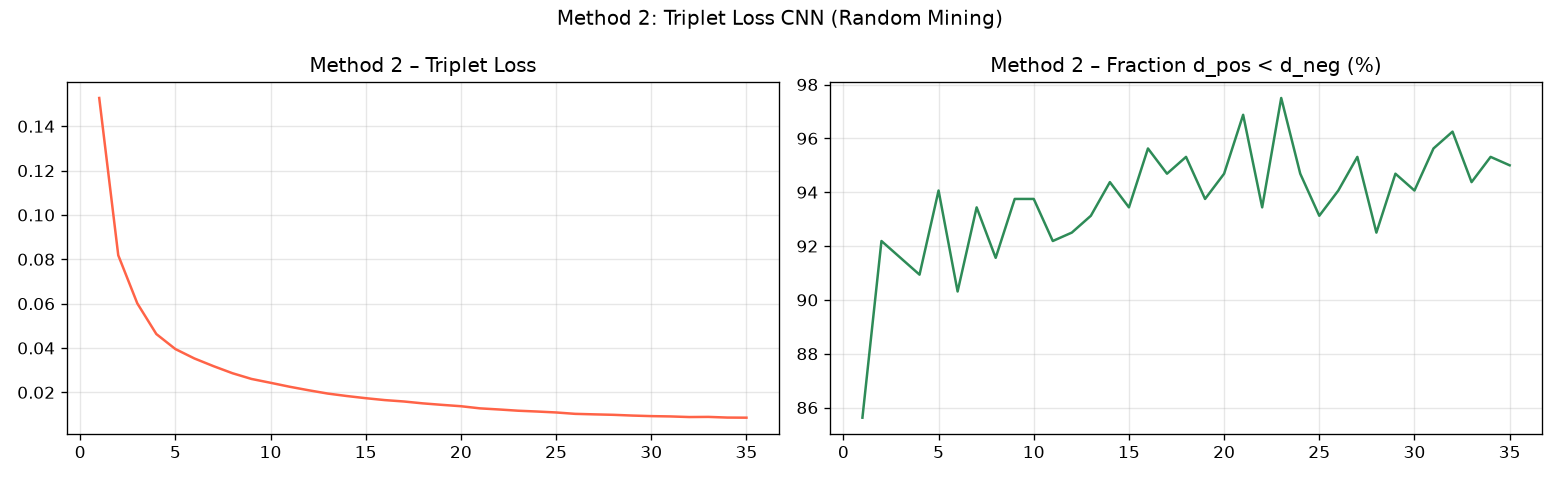 Method 2: Triplet Loss CNN (Random Mining)
Method 2 – Triplet Loss
0.14
0.12
0.10
0.08
0.06
0.04
0.02
0 5 10 15 20 25 30 35
Method 2 – Fraction d_pos < d_neg (%)
98
96
94
92
90
88
86
0 5 10 15 20 25 30 35